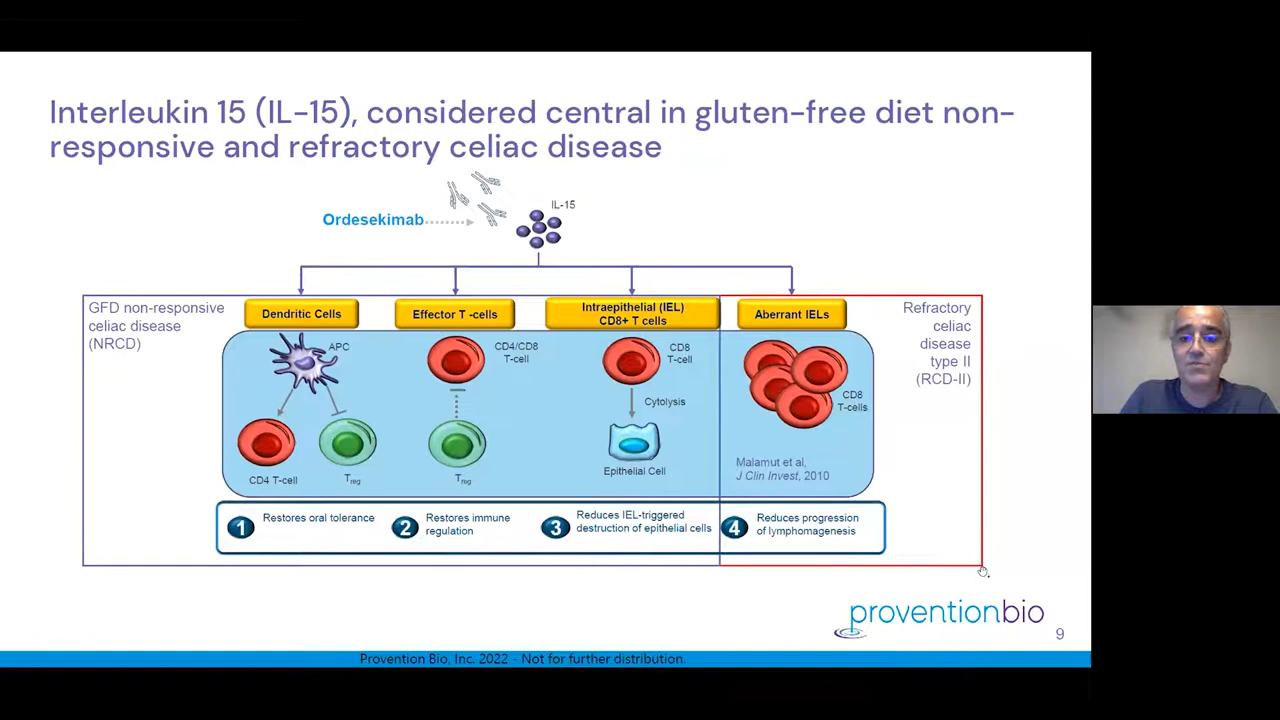 Interleukin 15 (IL-15), considered central in gluten-free diet non-
responsive and refractory celiac disease
IL-15
Ordesekimab
GFD non-responsive
celiac disease
(NRCD)
Dendritic Cells
Effector T -cells
Intraepithelial (IEL)
CD8+ T cells
Aberrant IELs
Refractory
celiac
disease
type II
(RCD-II)
APC
CD4/CD8
T-cell
CD8
T-cell
Cytolysis
CD8
T-cells
CD4 T-cell
Treg
Treg
Epithelial Cell
Malamut et al,
J Clin Invest, 2010
1 Restores oral tolerance
2 Restores immune
regulation
3 Reduces IEL-triggered
destruction of epithelial cells
4 Reduces progression
of lymphomagenesis
proventionbio
9
Provention Bio, Inc. 2022 - Not for further distribution.